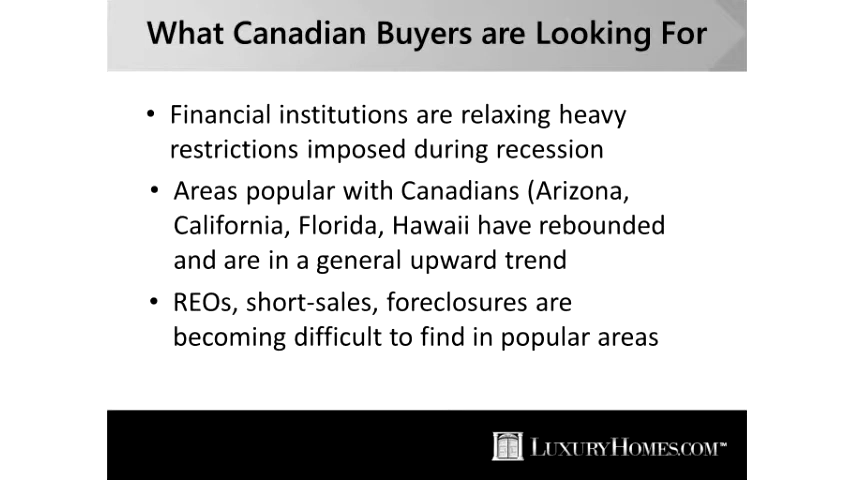 What Canadian Buyers are Looking For
• Financial institutions are relaxing heavy
restrictions imposed during recession
• Areas popular with Canadians (Arizona,
California, Florida, Hawaii have rebounded
and are in a general upward trend
• REOs, short-sales, foreclosures are
becoming difficult to find in popular areas
LUXURYHOMES.COM™